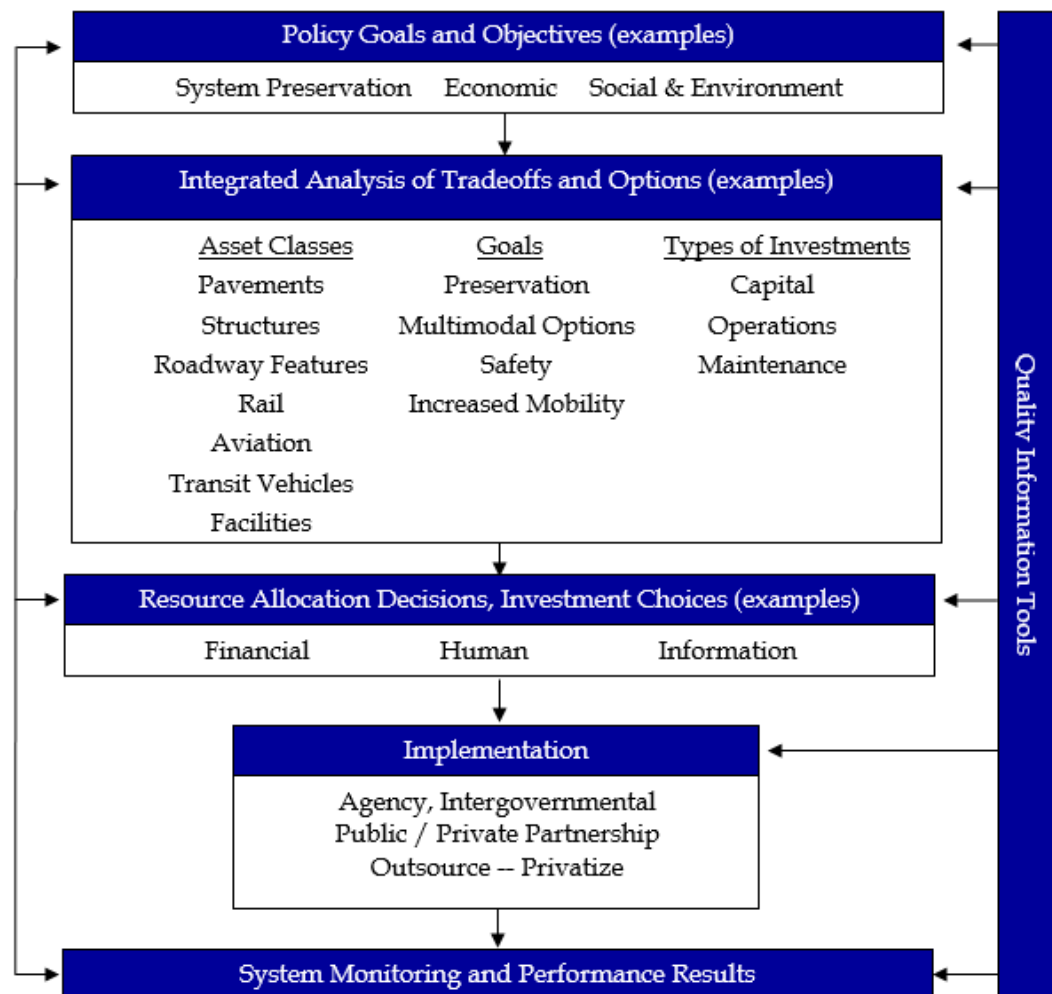 Policy Goals and Objectives (examples)
System Preservation Economic Social & Environment
Integrated Analysis of Tradeoffs and Options (examples)
Asset Classes Goals Types of Investments
Pavements Preservation Capital
Structures Multimodal Options Operations
Roadway Features Safety Maintenance
Rail Increased Mobility
Aviation
Transit Vehicles
Facilities
Resource Allocation Decisions, Investment Choices (examples)
Financial Human Information
Implementation
Agency, Intergovernmental
Public / Private Partnership
Outsource -- Privatize
System Monitoring and Performance Results
Quality Information Tools